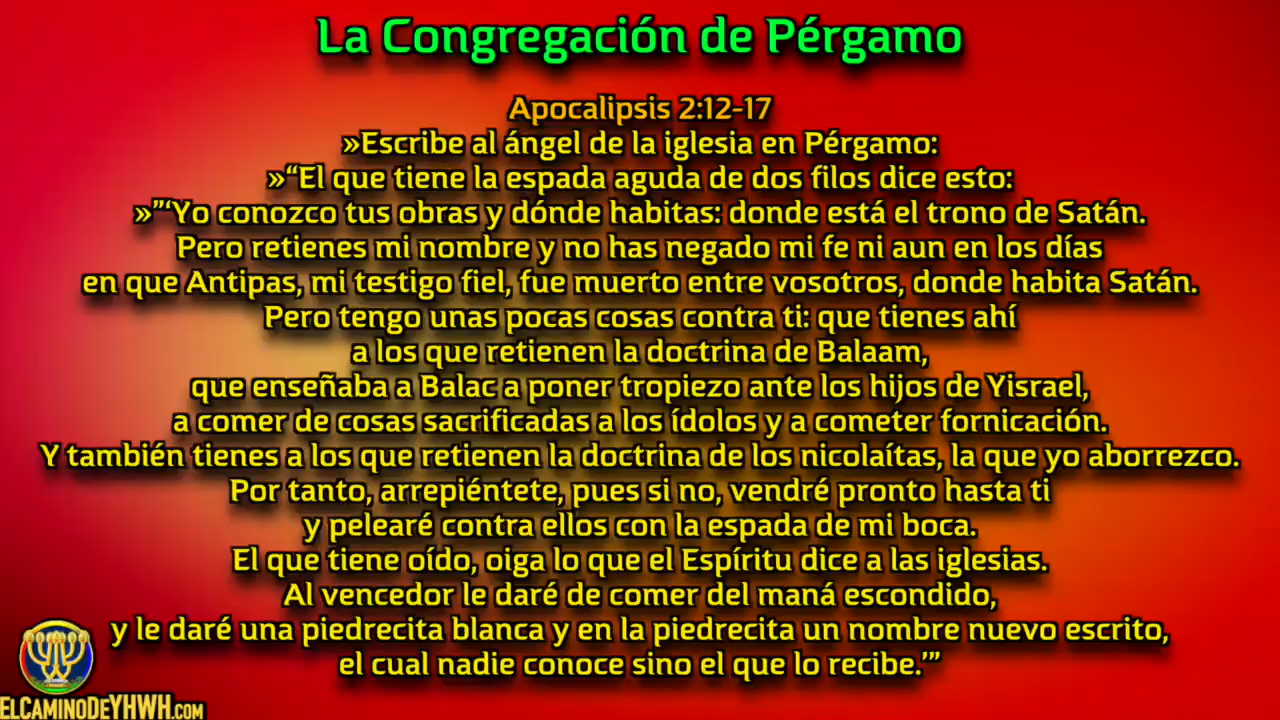 La Congregación de Pérgamo
Apocalipsis 2:12-17
»Escribe al ángel de la iglesia en Pérgamo:
»“El que tiene la espada aguda de dos filos dice esto:
»”‘Yo conozco tus obras y dónde habitas: donde está el trono de Satán.
Pero retienes mi nombre y no has negado mi fe ni aun en los días
en que Antipas, mi testigo fiel, fue muerto entre vosotros, donde habita Satán.
Pero tengo unas pocas cosas contra ti: que tienes ahí
a los que retienen la doctrina de Balaam,
que enseñaba a Balac a poner tropiezo ante los hijos de Yisrael,
a comer de cosas sacrificadas a los ídolos y a cometer fornicación.
Y también tienes a los que retienen la doctrina de los nicolaítas, la que yo aborrezco.
Por tanto, arrepiéntete, pues si no, vendré pronto hasta ti
y pelearé contra ellos con la espada de mi boca.
El que tiene oído, oiga lo que el Espíritu dice a las iglesias.
Al vencedor le daré de comer del maná escondido,
y le daré una piedrecita blanca y en la piedrecita un nombre nuevo escrito,
el cual nadie conoce sino el que lo recibe.’”
ELCAMINODEYHWH.COM